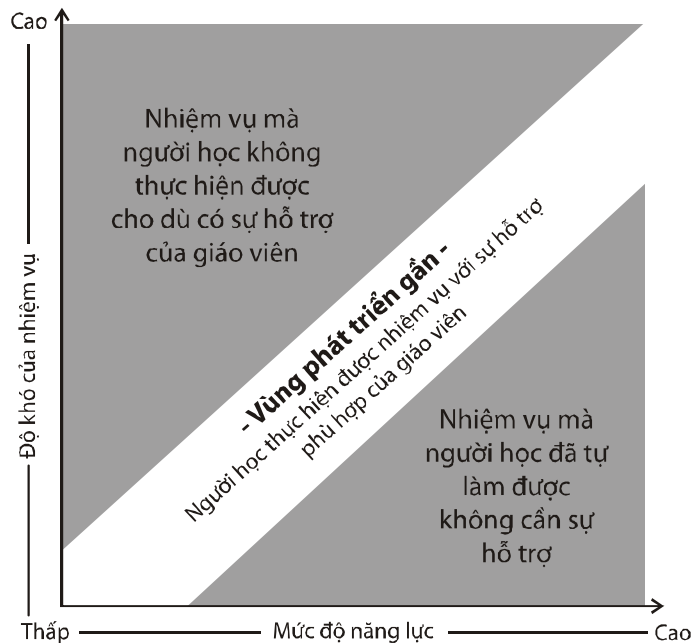 Cao
Nhiệm vụ mà
người học không
thực hiện được
cho dù có sự hỗ trợ
của giáo viên
Độ khó của nhiệm vụ
- Vùng phát triển gần -
Người học thực hiện được nhiệm vụ với sự hỗ trợ
phù hợp của giáo viên
Nhiệm vụ mà
người học đã tự
làm được
không cần sự
hỗ trợ
Thấp
Mức độ năng lực
Cao